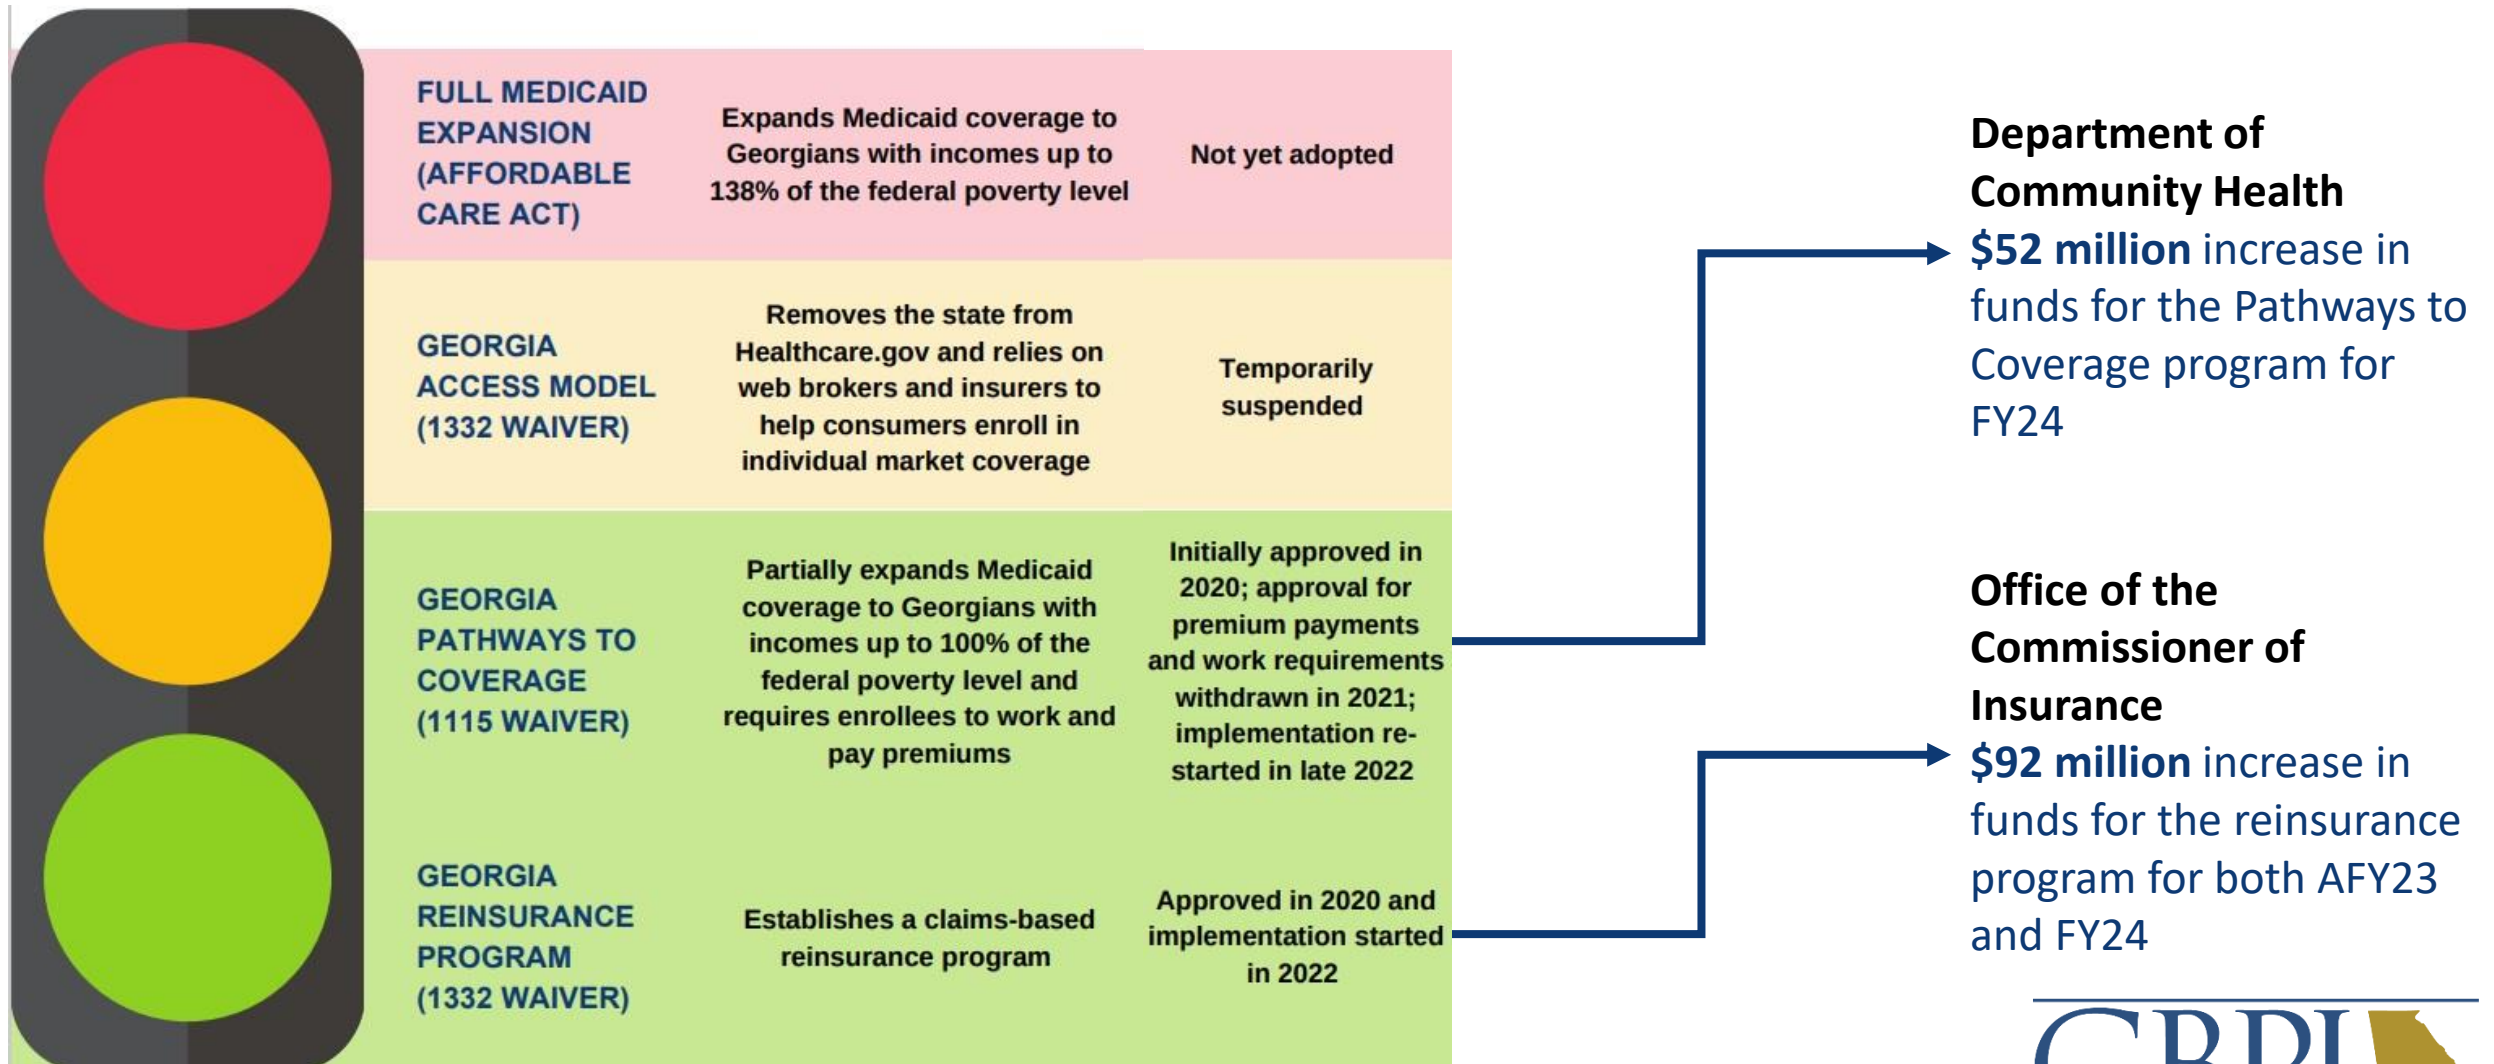 FULL MEDICAID
EXPANSION
(AFFORDABLE
CARE ACT)
Expands Medicaid coverage to
Georgians with incomes up to
138% of the federal poverty level
Not yet adopted
GEORGIA
ACCESS MODEL
(1332 WAIVER)
Removes the state from
Healthcare.gov and relies on
web brokers and insurers to
help consumers enroll in
individual market coverage
Temporarily
suspended
GEORGIA
PATHWAYS TO
COVERAGE
(1115 WAIVER)
Partially expands Medicaid
coverage to Georgians with
incomes up to 100% of the
federal poverty level and
requires enrollees to work and
pay premiums
Initially approved in
2020; approval for
premium payments
and work requirements
withdrawn in 2021;
implementation re-
started in late 2022
GEORGIA
REINSURANCE
PROGRAM
(1332 WAIVER)
Establishes a claims-based
reinsurance program
Approved in 2020 and
implementation started
in 2022
Department of
Community Health
$52 million increase in
funds for the Pathways to
Coverage program for
FY24
Office of the
Commissioner of
Insurance
$92 million increase in
funds for the reinsurance
program for both AFY23
and FY24
GBPI